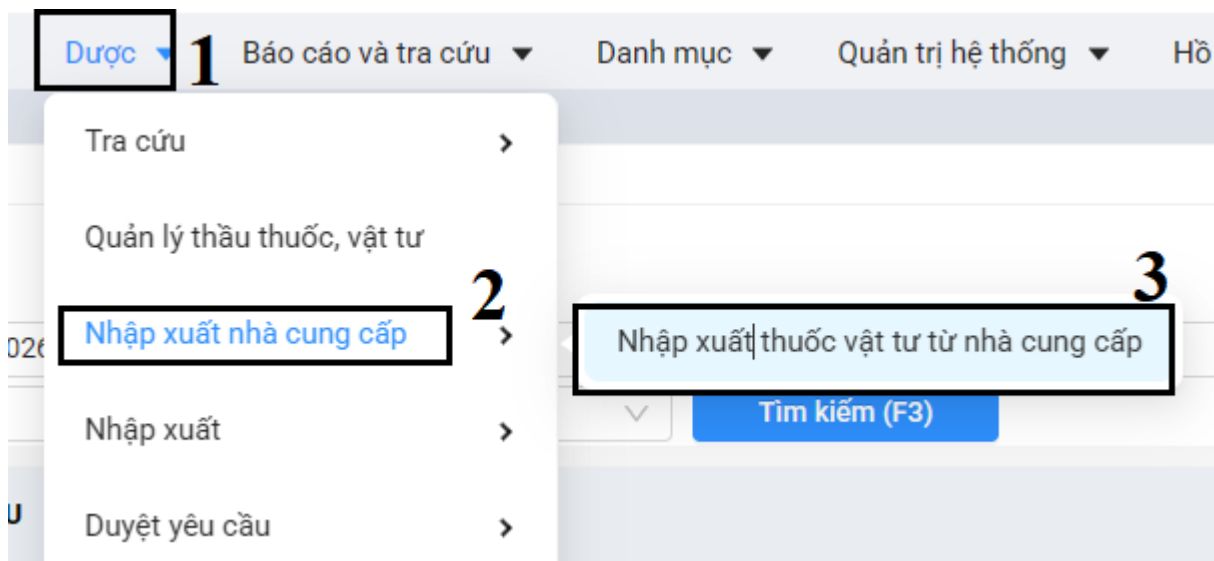 Dược 1 Báo cáo và tra cứu Danh mục Quản trị hệ thống Hồ
Tra cứu
Quản lý thầu thuốc, vật tư
2 3
Nhập xuất nhà cung cấp Nhập xuất thuốc vật tư từ nhà cung cấp
Nhập xuất Tìm kiếm (F3)
Duyệt yêu cầu